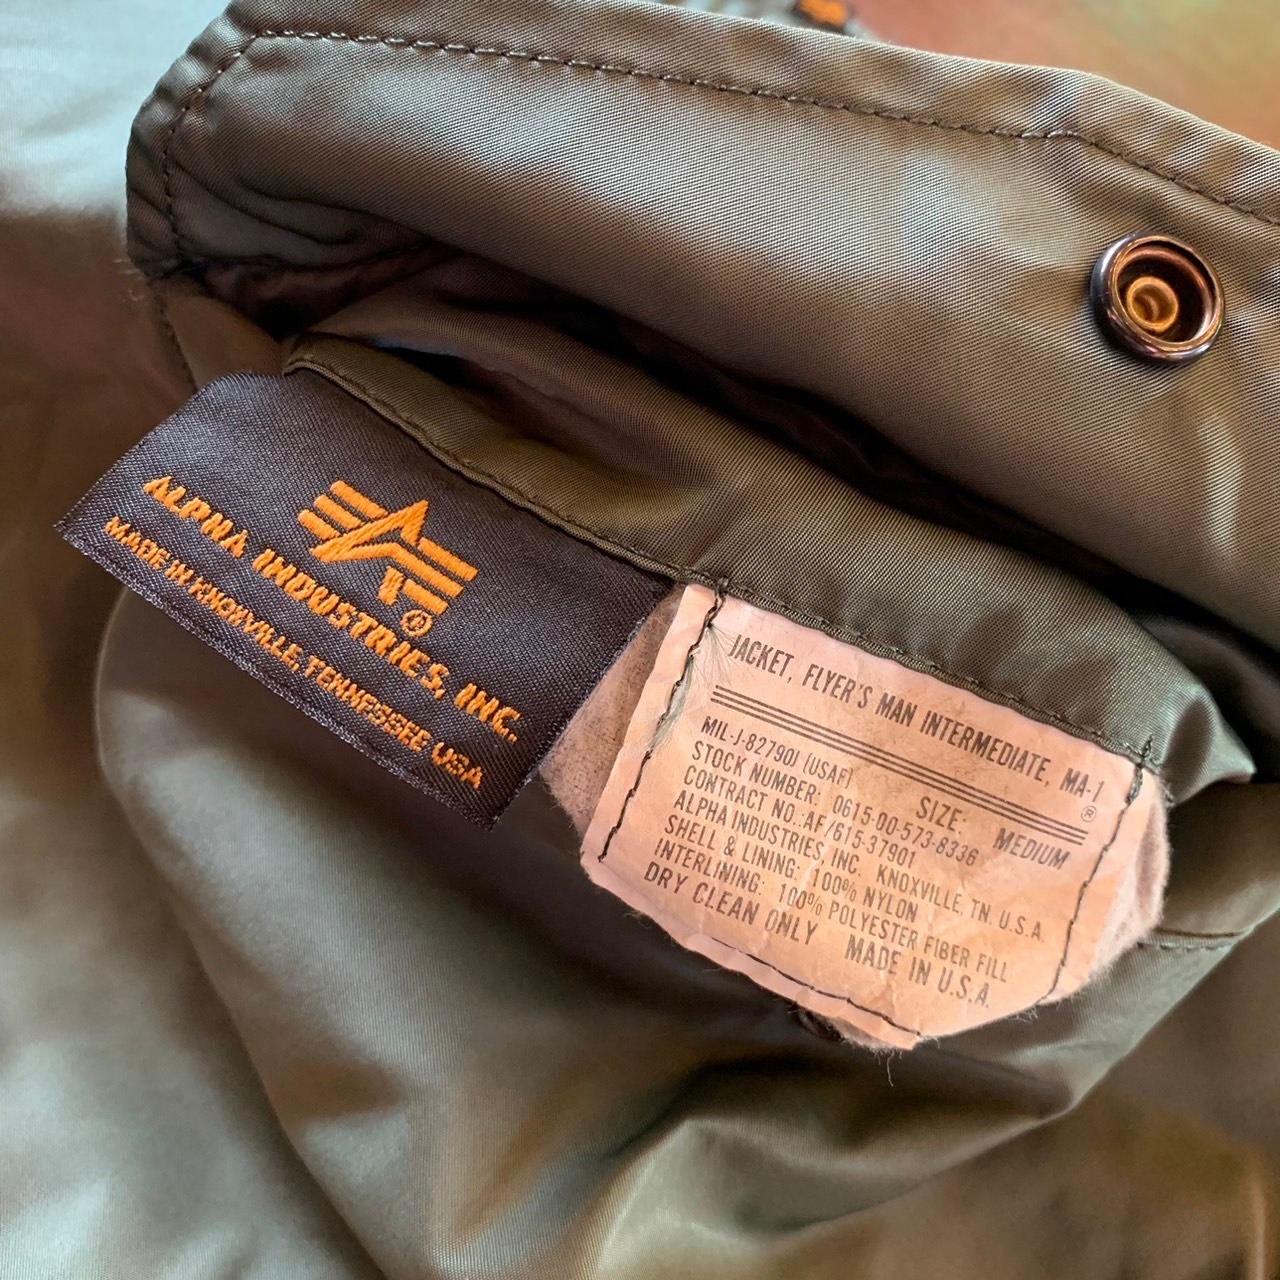 ALPHA INDUSTRIES, INC.
MADE IN KNOXVILLE, TENNESSEE USA
JACKET, FLYER'S MAN INTERMEDIATE, MA-1
®
MIL-J-82790J (USAF) SIZE: MEDIUM
STOCK NUMBER: 0615-00-573-8336
CONTRACT NO.: AF/615-37901
ALPHA INDUSTRIES, INC. KNOXVILLE, TN. U.S.A.
SHELL & LINING: 100% NYLON
INTERLINING: 100% POLYESTER FIBER FILL
DRY CLEAN ONLY MADE IN U.S.A.